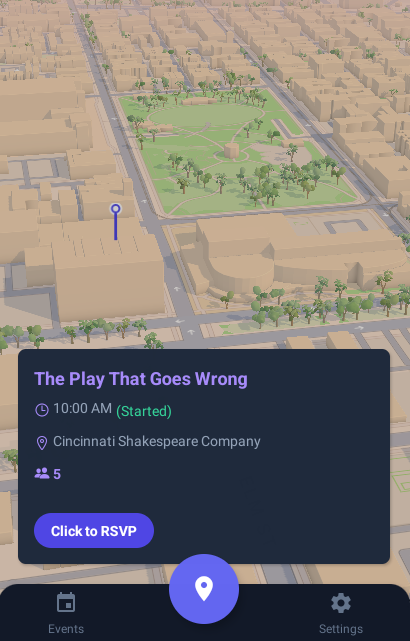 The Play That Goes Wrong
10:00 AM (Started)
Cincinnati Shakespeare Company
5
Click to RSVP
Events
Settings